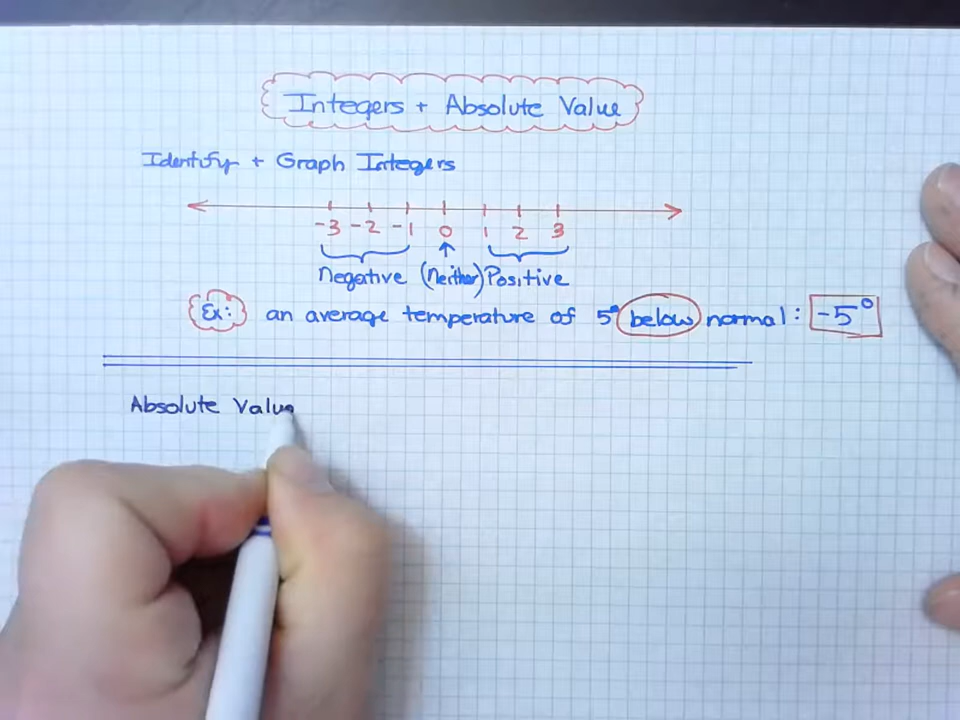 Integers + Absolute Value
Identify + Graph Integers
-3 -2 -1 0 1 2 3
Negative (Neither) Positive
Ex: an average temperature of 5° below normal: -5°
Absolute Value